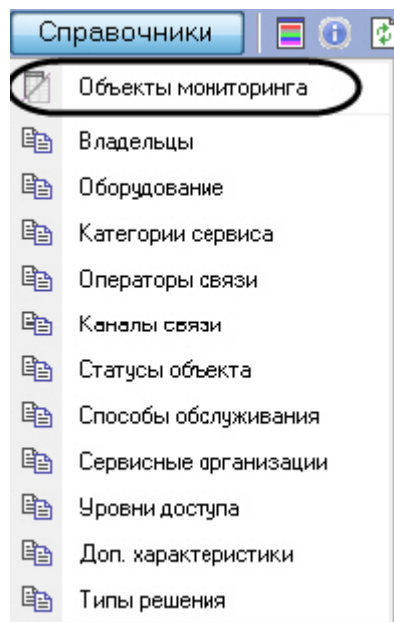 Справочники
Объекты мониторинга
Владельцы
Оборудование
Категории сервиса
Операторы связи
Каналы связи
Статусы объекта
Способы обслуживания
Сервисные организации
Уровни доступа
Доп. характеристики
Типы решения